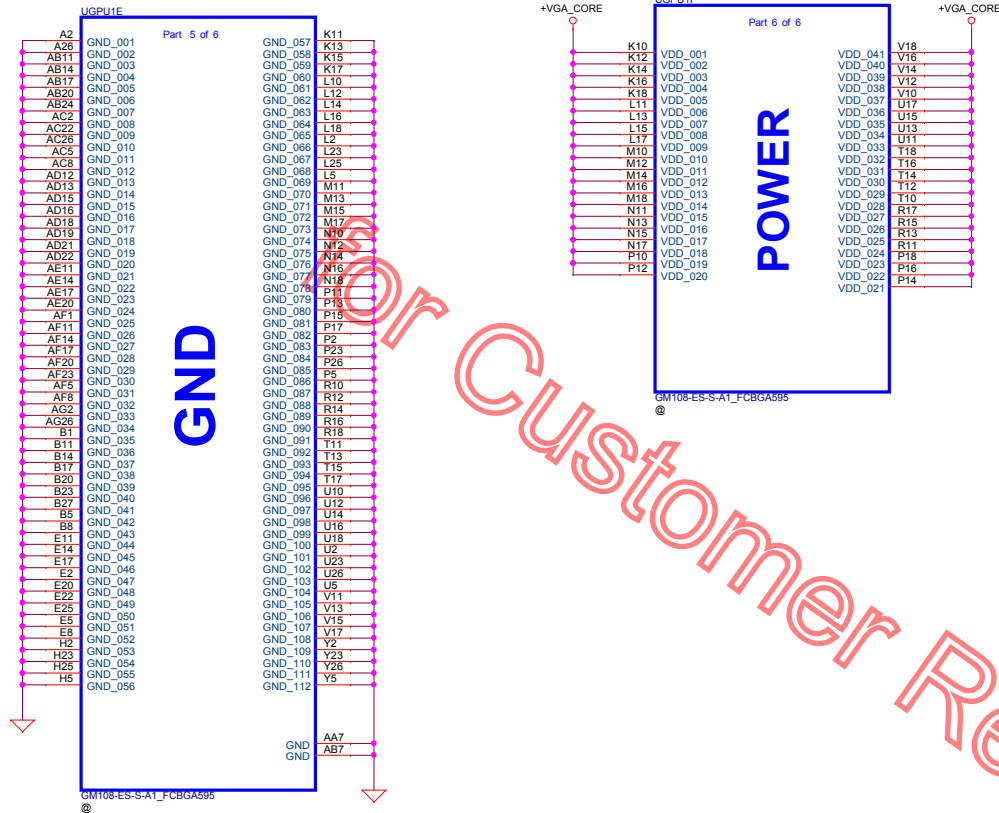 UGPU1E
Part 5 of 6
A2 GND_001 GND_057 K11
A26 GND_002 GND_058 K13
AB11 GND_003 GND_059 K15
AB14 GND_004 GND_060 K17
AB17 GND_005 GND_061 L10
AB20 GND_006 GND_062 L12
AB24 GND_007 GND_063 L14
AC2 GND_008 GND_064 L16
AC22 GND_009 GND_065 L18
AC26 GND_010 GND_066 L2
AC5 GND_011 GND_067 L23
AC8 GND_012 GND_068 L25
AD12 GND_013 GND_069 L5
AD13 GND_014 GND_070 M11
AD15 GND_015 GND_071 M13
AD16 GND_016 GND_072 M15
AD18 GND_017 GND_073 M17
AD19 GND_018 GND_074 N10
AD21 GND_019 GND_075 N12
AD22 GND_020 GND_076 N14
AE11 GND_021 GND_077 N16
AE14 GND_022 GND_078 N18
AE17 GND_023 GND_079 P11
AE20 GND_024 GND_080 P13
AF1 GND_025 GND_081 P15
AF11 GND_026 GND_082 P17
AF14 GND_027 GND_083 P2
AF17 GND_028 GND_084 P23
AF20 GND_029 GND_085 P26
AF23 GND_030 GND_086 P5
AF5 GND_031 GND_087 R10
AF8 GND_032 GND_088 R12
AG2 GND_033 GND_089 R14
AG26 GND_034 GND_090 R16
B1 GND_035 GND_091 R18
B11 GND_036 GND_092 T11
B14 GND_037 GND_093 T13
B17 GND_038 GND_094 T15
B20 GND_039 GND_095 T17
B23 GND_040 GND_096 U10
B27 GND_041 GND_097 U12
B5 GND_042 GND_098 U14
B8 GND_043 GND_099 U16
E11 GND_044 GND_100 U18
E14 GND_045 GND_101 U2
E17 GND_046 GND_102 U23
E2 GND_047 GND_103 U26
E20 GND_048 GND_104 U5
E22 GND_049 GND_105 V11
E25 GND_050 GND_106 V13
E5 GND_051 GND_107 V15
E8 GND_052 GND_108 V17
H2 GND_053 GND_109 Y2
H23 GND_054 GND_110 Y23
H25 GND_055 GND_111 Y26
H5 GND_056 GND_112 Y5
GND AA7
GND AB7
GND
GM108-ES-S-A1_FCBGA595
@
+VGA_CORE
+VGA_CORE
Part 6 of 6
K10 VDD_001 VDD_041 V18
K12 VDD_002 VDD_040 V16
K14 VDD_003 VDD_039 V14
K16 VDD_004 VDD_038 V12
K18 VDD_005 VDD_037 V10
L11 VDD_006 VDD_036 U17
L13 VDD_007 VDD_035 U15
L15 VDD_008 VDD_034 U13
L17 VDD_009 VDD_033 U11
M10 VDD_010 VDD_032 T18
M12 VDD_011 VDD_031 T16
M14 VDD_012 VDD_030 T14
M16 VDD_013 VDD_029 T12
M18 VDD_014 VDD_028 T10
N11 VDD_015 VDD_027 R17
N13 VDD_016 VDD_026 R15
N15 VDD_017 VDD_025 R13
N17 VDD_018 VDD_024 R11
P10 VDD_019 VDD_023 P18
P12 VDD_020 VDD_022 P16
VDD_021 P14
POWER
GM108-ES-S-A1_FCBGA595
@
for Customer Re